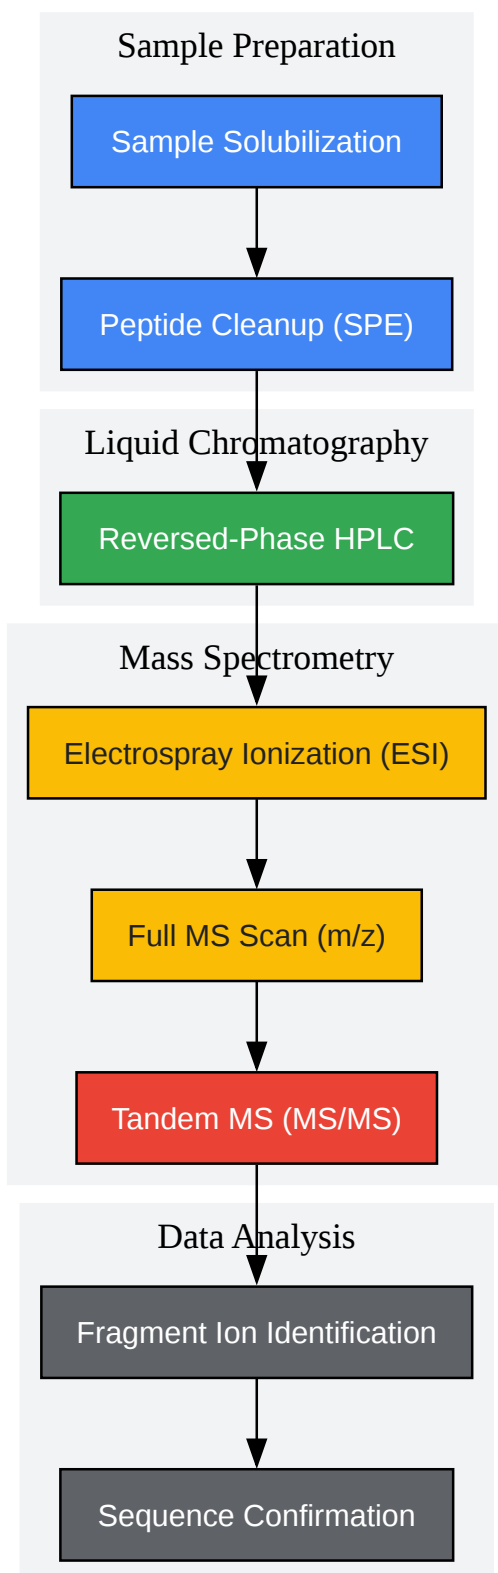 Sample Preparation
Sample Solubilization
Peptide Cleanup (SPE)
Liquid Chromatography
Reversed-Phase HPLC
Mass Spectrometry
Electrospray Ionization (ESI)
Full MS Scan (m/z)
Tandem MS (MS/MS)
Data Analysis
Fragment Ion Identification
Sequence Confirmation